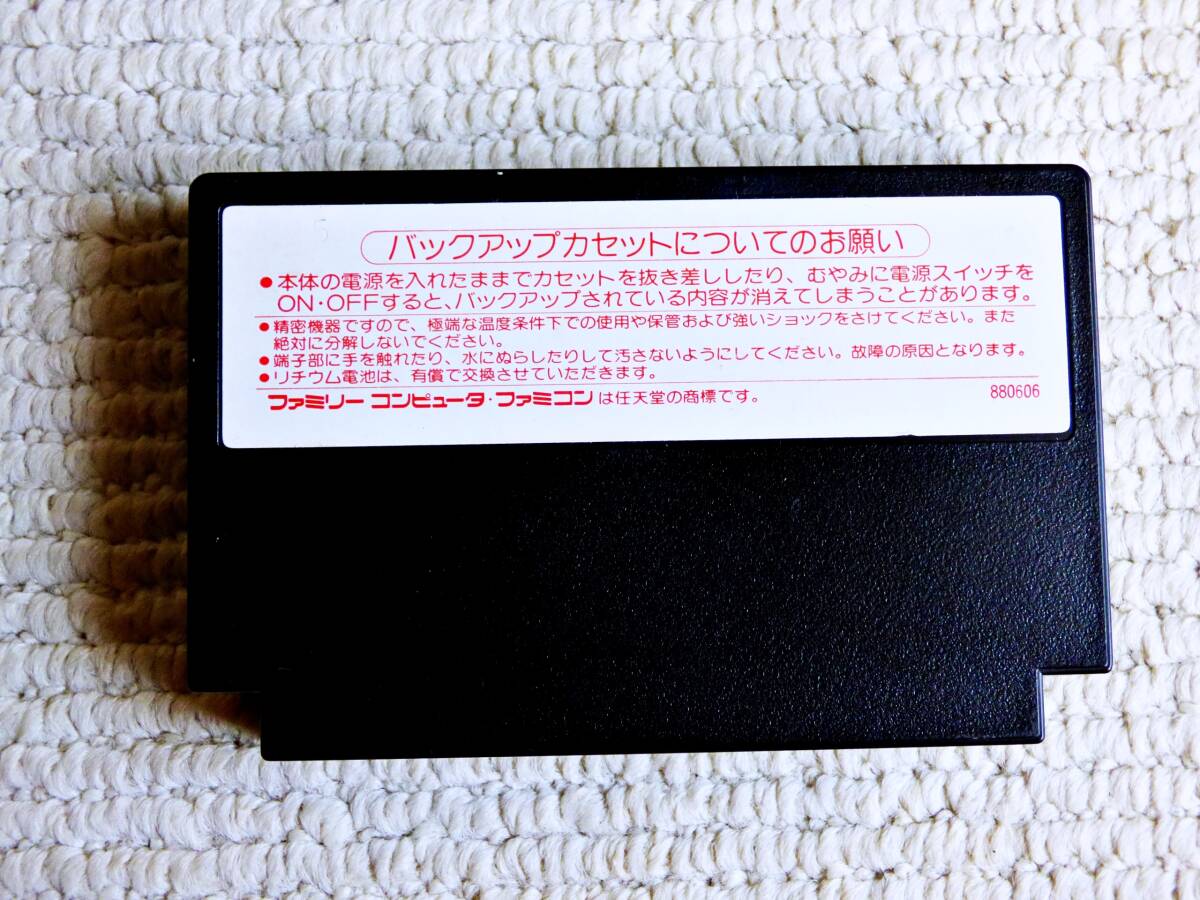 バックアップカセットについてのお願い
●本体の電源を入れたままでカセットを抜き差ししたり、むやみに電源スイッチを
ON・OFFすると、バックアップされている内容が消えてしまうことがあります。
●精密機器ですので、極端な温度条件下での使用や保管および強いショックをさけてください。また
絶対に分解しないでください。
●端子部に手を触れたり、水にぬらしたりして汚さないようにしてください。故障の原因となります。
●リチウム電池は、有償で交換させていただきます。
ファミリーコンピュータ・ファミコンは任天堂の商標です。
880606